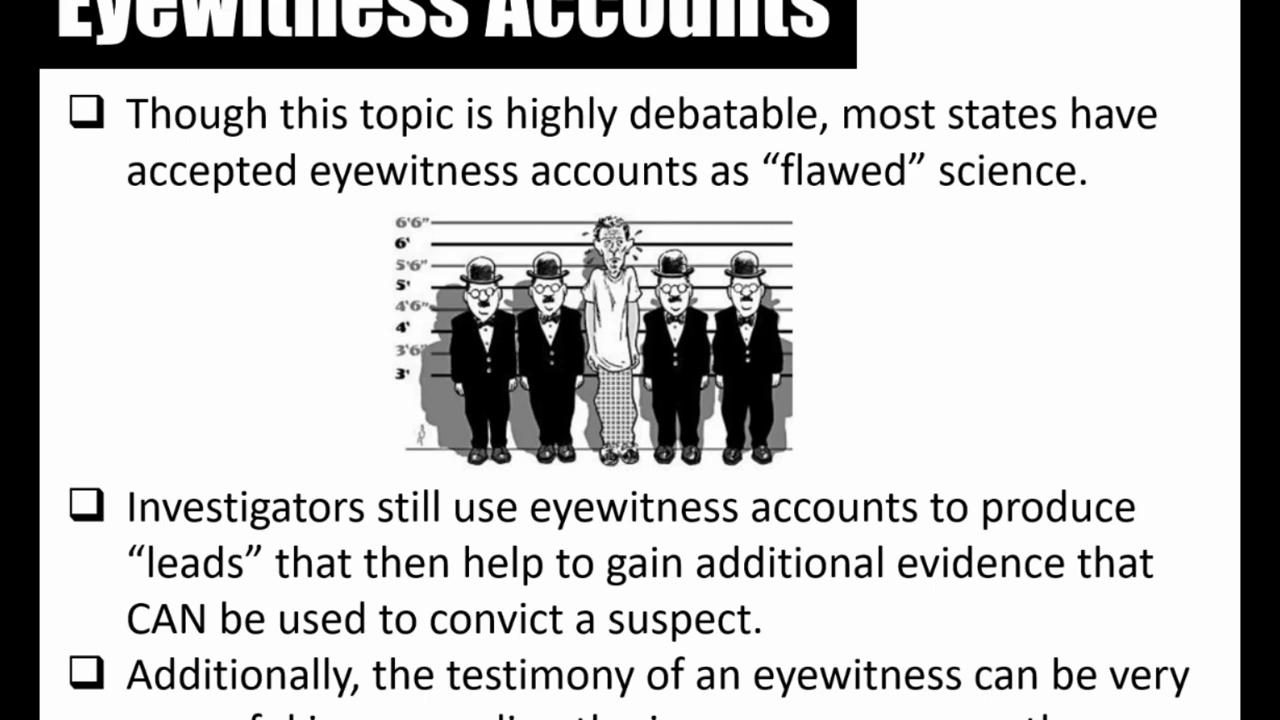 Eyewitness Accounts
Though this topic is highly debatable, most states have
accepted eyewitness accounts as “flawed” science.
6'6"
6'
5'6"
5'
4'6"
4'
3'6"
3'
Investigators still use eyewitness accounts to produce
“leads” that then help to gain additional evidence that
CAN be used to convict a suspect.
Additionally, the testimony of an eyewitness can be very